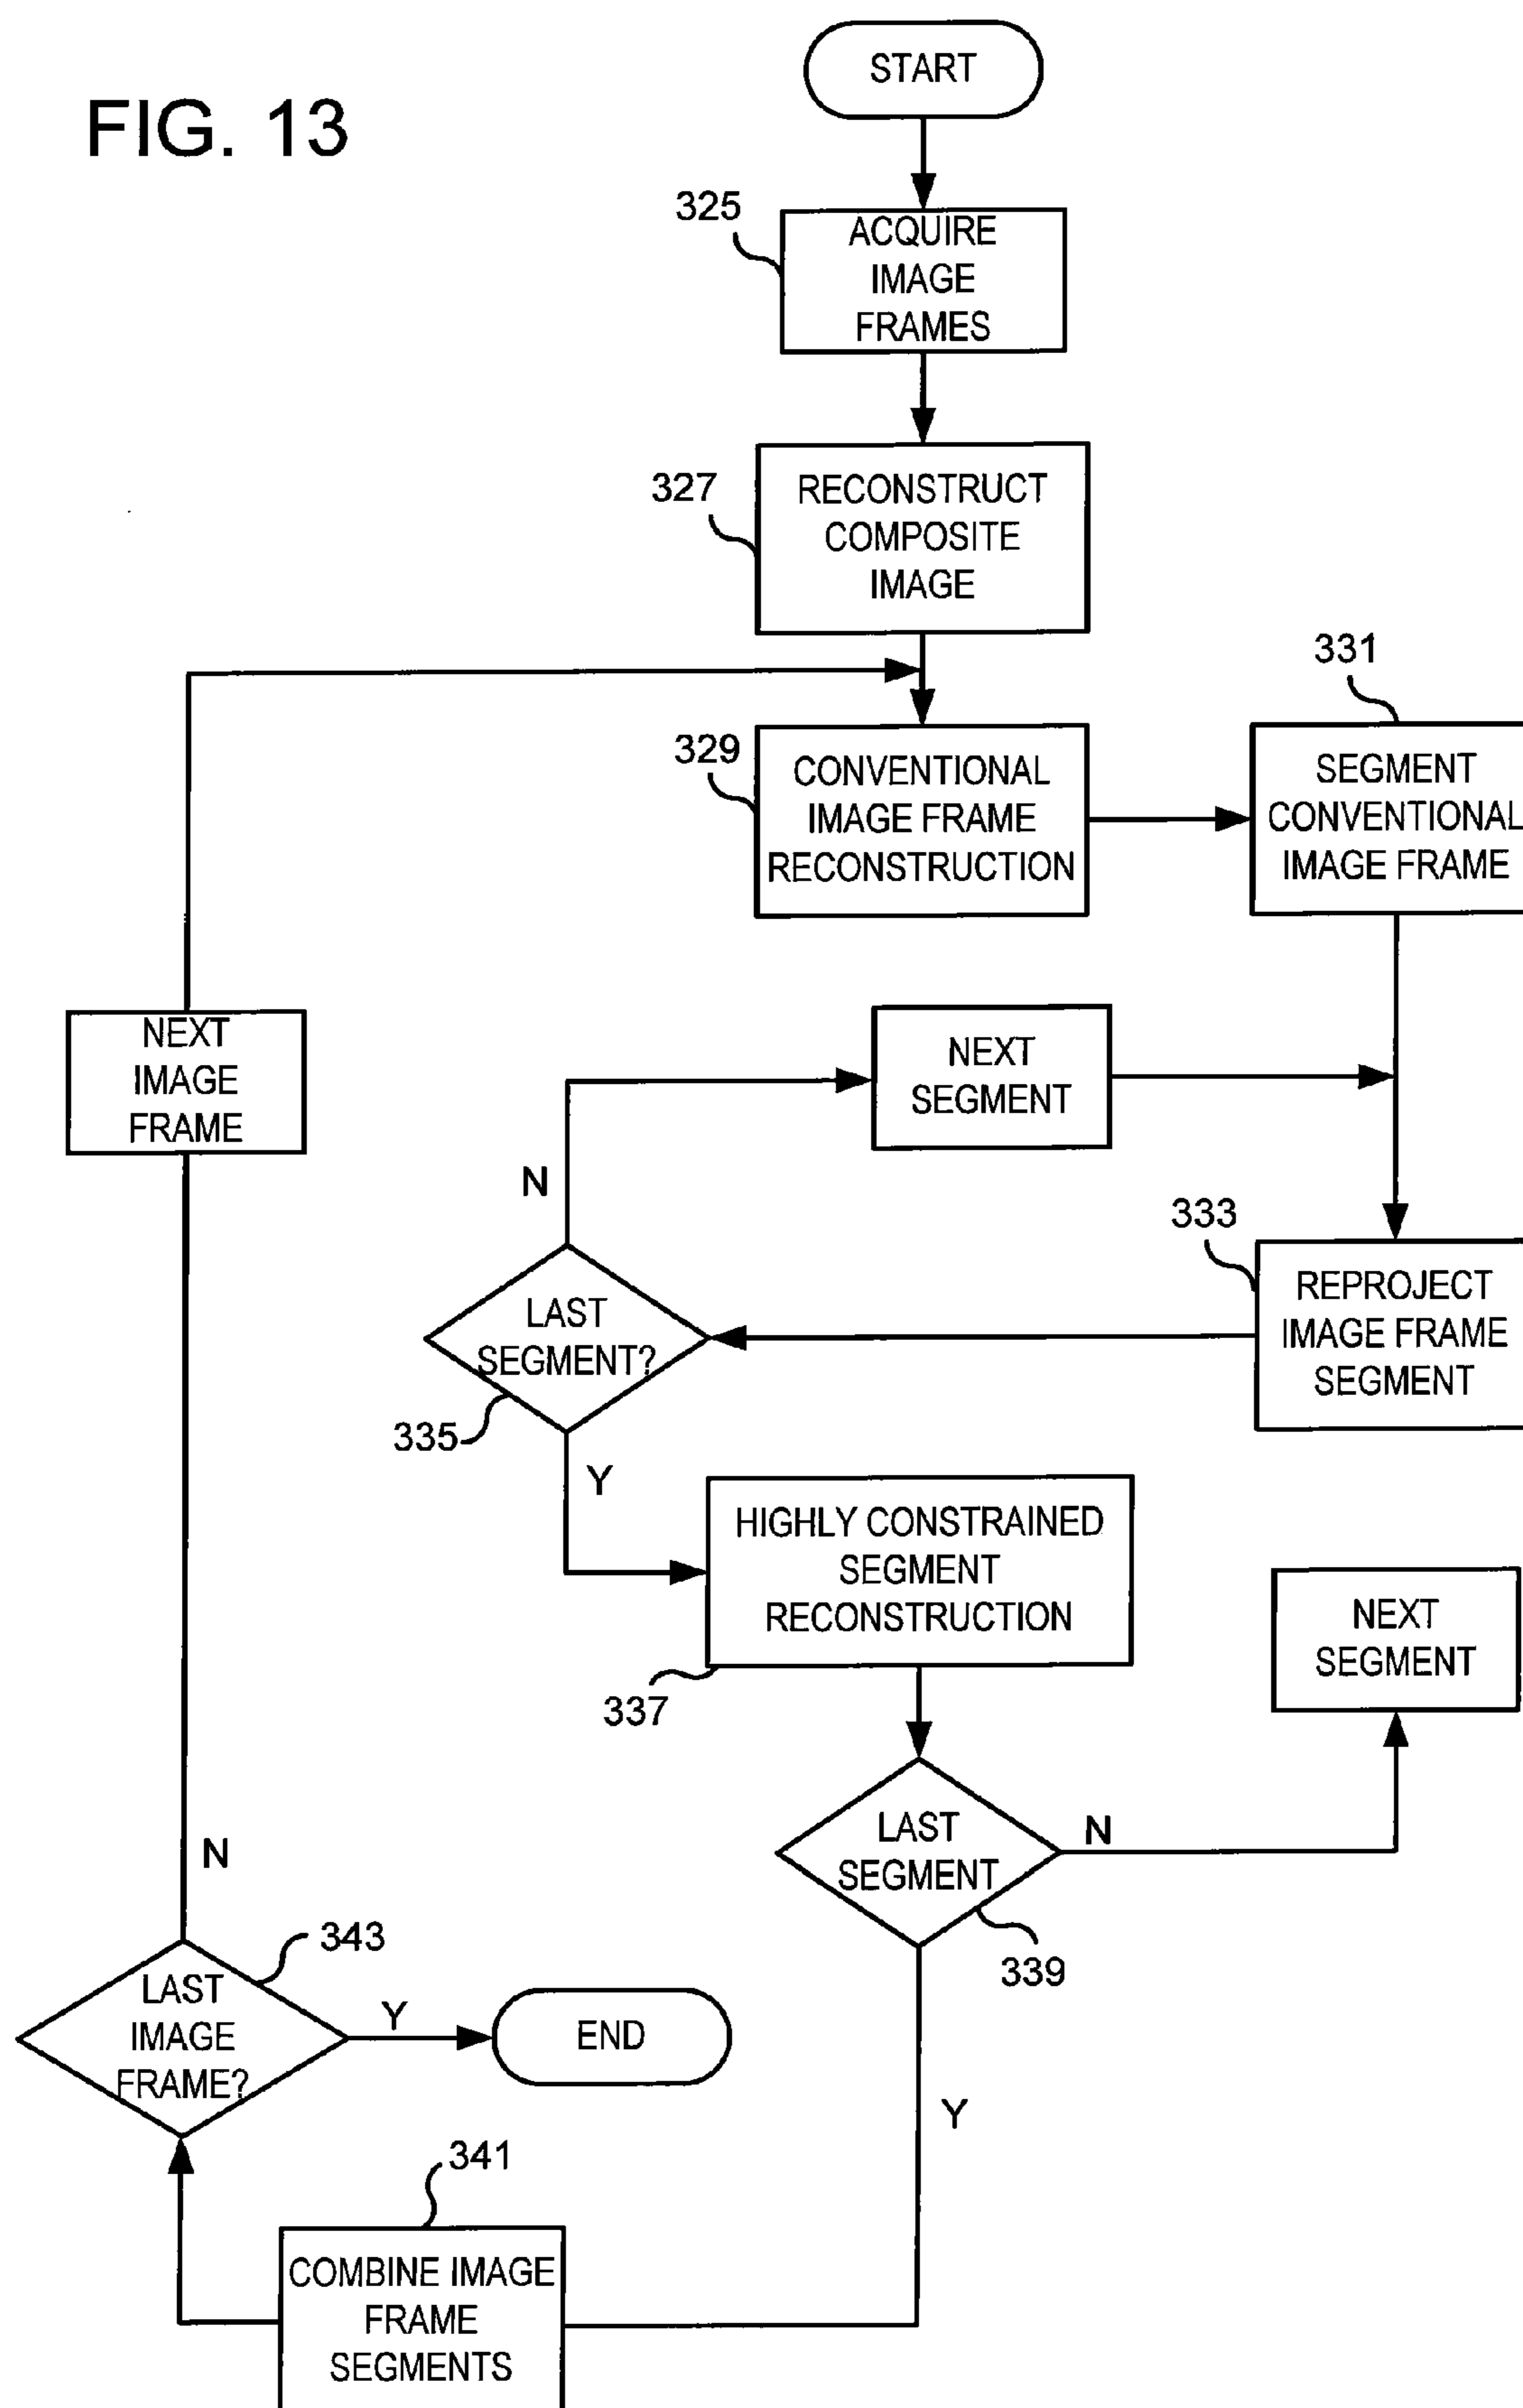 FIG. 13
START
325
ACQUIRE
IMAGE
FRAMES
327
RECONSTRUCT
COMPOSITE
IMAGE
329
CONVENTIONAL
IMAGE FRAME
RECONSTRUCTION
331
SEGMENT
CONVENTIONAL
IMAGE FRAME
NEXT
IMAGE
FRAME
NEXT
SEGMENT
N
333
REPROJECT
IMAGE FRAME
SEGMENT
LAST
SEGMENT?
335
Y
HIGHLY CONSTRAINED
SEGMENT
RECONSTRUCTION
337
NEXT
SEGMENT
LAST
SEGMENT
N
339
N
343
LAST
IMAGE
FRAME?
Y
END
Y
341
COMBINE IMAGE
FRAME
SEGMENTS